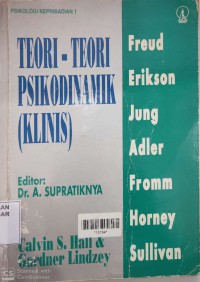 PSIKOLOGI KEPRIBADIAN 1
TEORI - TEORI
PSIKODINAMIK
(KLINIS)
Editor:
Dr. A. SUPRATIKNYA
Calvin S. Hall &
Gardner Lindzey
Freud
Erikson
Jung
Adler
Fromm
Horney
Sullivan
CS Scanned with
CamScanner